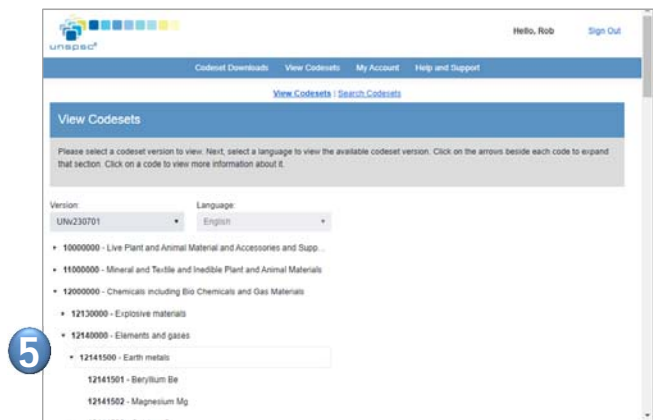 unspsc®
Hello, Rob Sign Out
Codeset Downloads View Codesets My Account Help and Support
View Codesets | Search Codesets
View Codesets
Please select a codeset version to view. Next, select a language to view the available codeset version. Click on the arrows beside each code to expand
that section. Click on a code to view more information about it.
Version: Language:
UNv230701 English
10000000 - Live Plant and Animal Material and Accessories and Supp...
11000000 - Mineral and Textile and Inedible Plant and Animal Materials
12000000 - Chemicals including Bio Chemicals and Gas Materials
12130000 - Explosive materials
12140000 - Elements and gases
5
12141500 - Earth metals
12141501 - Beryllium Be
12141502 - Magnesium Mg